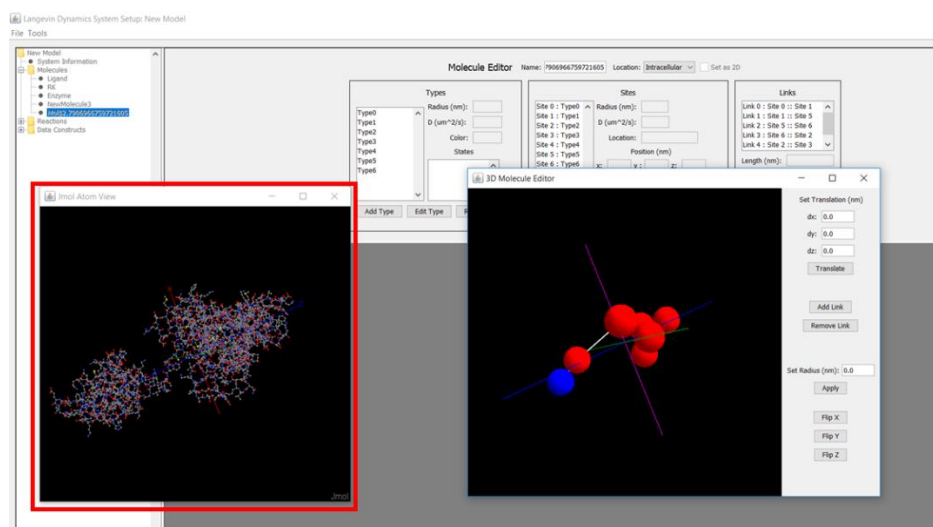 Langevin Dynamics System Setup: New Model
File Tools
New Model
System Information
Molecules
Ligand
RX
Enzyme
NewMolecule3
Reactions
Data Constructs
Molecule Editor Name: 7906966759721605 Location: Intracellular Set as 2D
Types
Type0
Type1
Type2
Type3
Type4
Type5
Type6
Radius (nm):
D (um^2/s):
Color:
States
Add Type Edit Type
Sites
Site 0 : Type0
Site 1 : Type1
Site 2 : Type2
Site 3 : Type3
Site 4 : Type4
Site 5 : Type5
Site 6 : Type6
Radius (nm):
D (um^2/s):
Location:
Position (nm)
x: y : z:
Links
Link 0 : Site 0 :: Site 1
Link 1 : Site 1 :: Site 5
Link 2 : Site 5 :: Site 6
Link 3 : Site 6 :: Site 2
Link 4 : Site 2 :: Site 3
Length (nm):
Jmol Atom View
Jmol
3D Molecule Editor
Set Translation (nm)
dx: 0.0
dy: 0.0
dz: 0.0
Translate
Add Link
Remove Link
Set Radius (nm): 0.0
Apply
Flip X
Flip Y
Flip Z